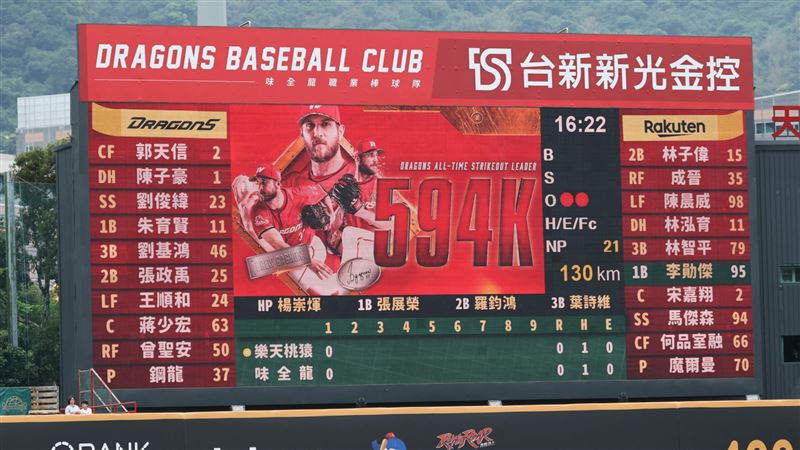 DRAGONS BASEBALL CLUB
味全龍職業棒球隊
台新新光金控
DRAGONS
CF 郭天信 2
DH 陳子豪 1
SS 劉俊緯 23
1B 朱育賢 11
3B 劉基鴻 46
2B 張政禹 25
LF 王順和 24
C 蔣少宏 63
RF 曾聖安 50
P 鋼龍 37
DRAGONS ALL-TIME STRIKEOUT LEADER
594K
16:22
B
S
O
H/E/Fc
NP 21
130 km
HP 楊崇煇 1B 張展榮 2B 羅鈞鴻 3B 葉詩維
1 2 3 4 5 6 7 8 9 R H E
樂天桃猿 0 0 1 0
味全龍 0 0 1 0
Rakuten
2B 林子偉 15
RF 成晉 35
LF 陳晨威 98
DH 林泓育 11
3B 林智平 79
1B 李勛傑 95
C 宋嘉翔 2
SS 馬傑森 94
CF 何品室融 66
P 魔爾曼 70
天
BANK